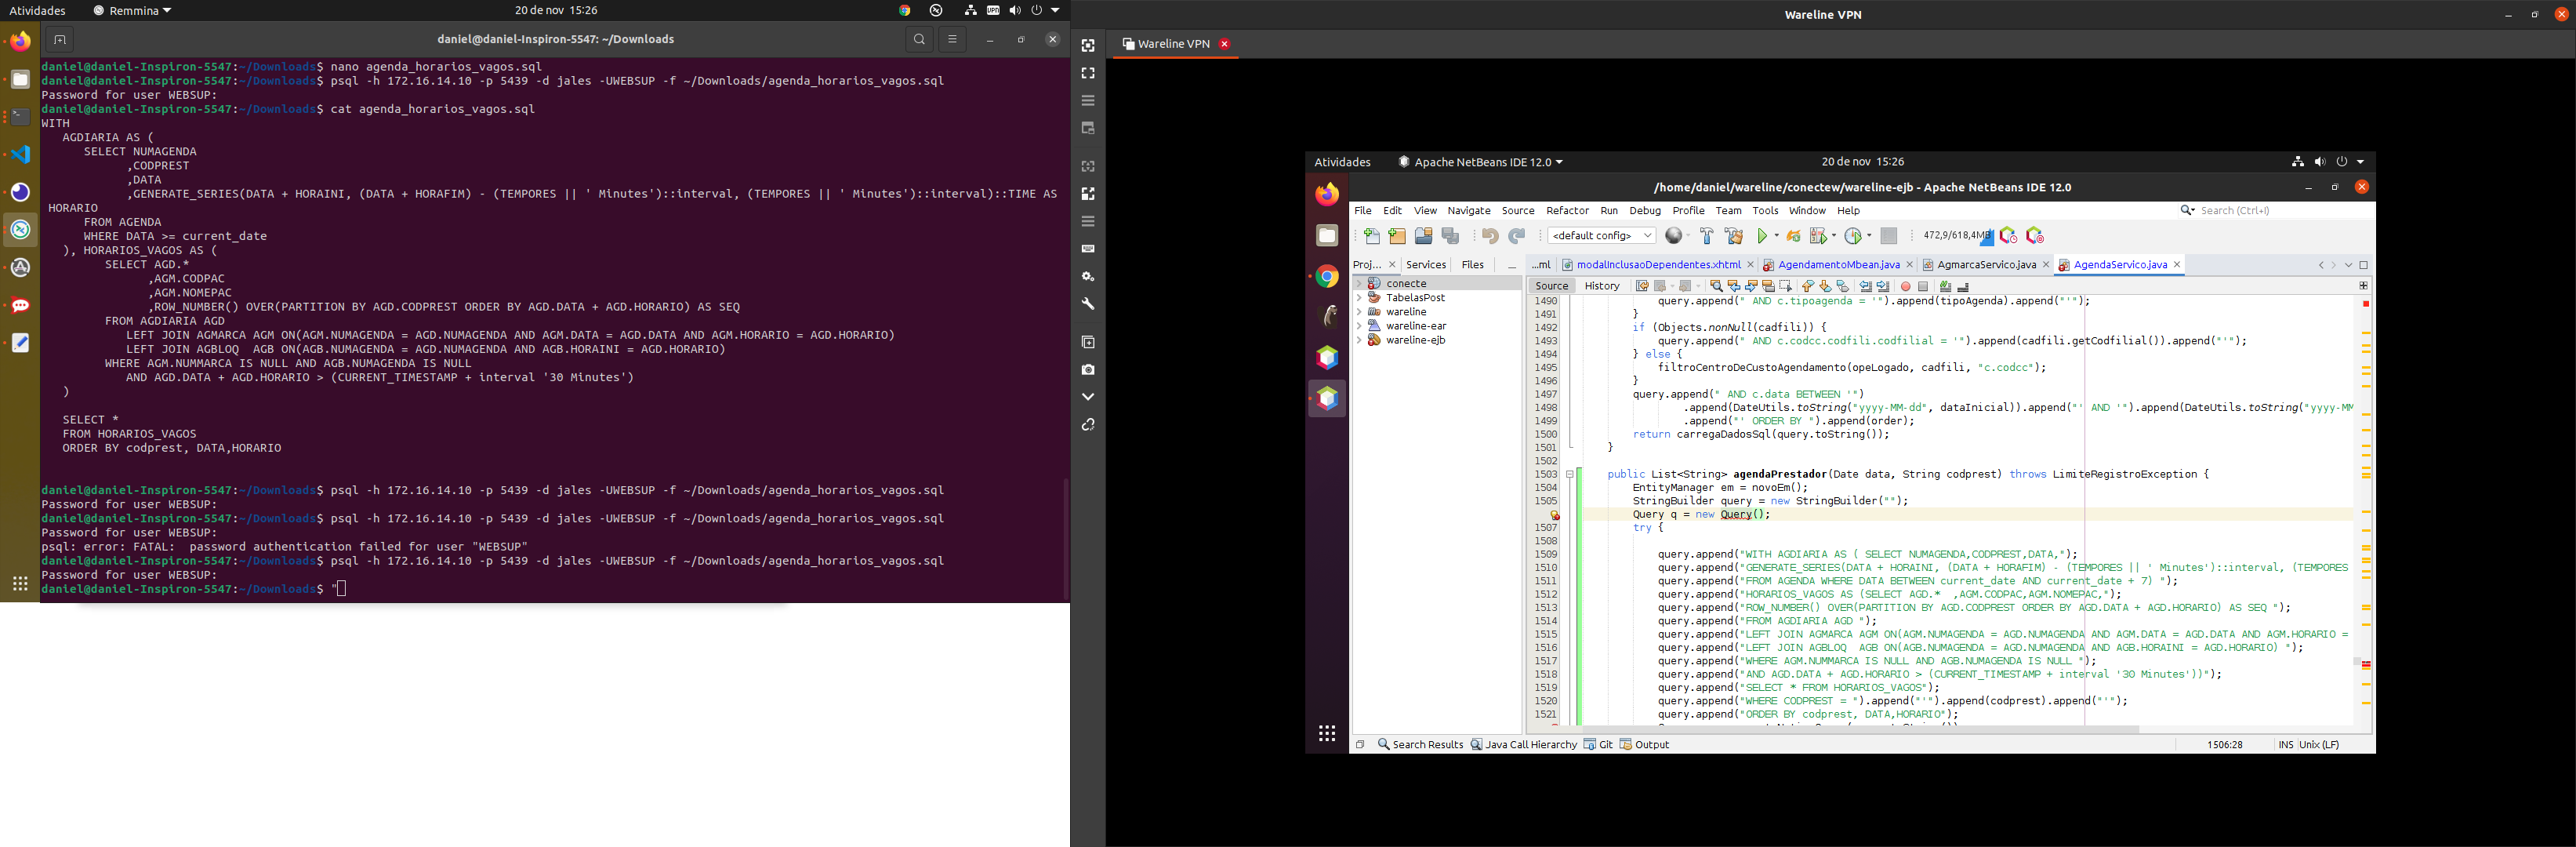 Atividades
Remmina
20 de nov 15:26
VPN
daniel@daniel-Inspiron-5547: ~/Downloads
daniel@daniel-Inspiron-5547:~/Downloads$ nano agenda_horarios_vagos.sql
daniel@daniel-Inspiron-5547:~/Downloads$ psql -h 172.16.14.10 -p 5439 -d jales -UWEBSUP -f ~/Downloads/agenda_horarios_vagos.sql
Password for user WEBSUP:
daniel@daniel-Inspiron-5547:~/Downloads$ cat agenda_horarios_vagos.sql
WITH
AGDIARIA AS (
SELECT NUMAGENDA
,CODPREST
,DATA
,GENERATE_SERIES(DATA + HORAINI, (DATA + HORAFIM) - (TEMPORES || ' Minutes')::interval, (TEMPORES || ' Minutes')::interval)::TIME AS
HORARIO
FROM AGENDA
WHERE DATA >= current_date
), HORARIOS_VAGOS AS (
SELECT AGD.*
,AGM.CODPAC
,AGM.NOMEPAC
,ROW_NUMBER() OVER(PARTITION BY AGD.CODPREST ORDER BY AGD.DATA + AGD.HORARIO) AS SEQ
FROM AGDIARIA AGD
LEFT JOIN AGMARCA AGM ON(AGM.NUMAGENDA = AGD.NUMAGENDA AND AGM.DATA = AGD.DATA AND AGM.HORARIO = AGD.HORARIO)
LEFT JOIN AGBLOQ  AGB ON(AGB.NUMAGENDA = AGD.NUMAGENDA AND AGB.HORAINI = AGD.HORARIO)
WHERE AGM.NUMMARCA IS NULL AND AGB.NUMAGENDA IS NULL
AND AGD.DATA + AGD.HORARIO > (CURRENT_TIMESTAMP + interval '30 Minutes')
)
SELECT *
FROM HORARIOS_VAGOS
ORDER BY codprest, DATA,HORARIO
daniel@daniel-Inspiron-5547:~/Downloads$ psql -h 172.16.14.10 -p 5439 -d jales -UWEBSUP -f ~/Downloads/agenda_horarios_vagos.sql
Password for user WEBSUP:
daniel@daniel-Inspiron-5547:~/Downloads$ psql -h 172.16.14.10 -p 5439 -d jales -UWEBSUP -f ~/Downloads/agenda_horarios_vagos.sql
Password for user WEBSUP:
psql: error: FATAL:  password authentication failed for user "WEBSUP"
daniel@daniel-Inspiron-5547:~/Downloads$ psql -h 172.16.14.10 -p 5439 -d jales -UWEBSUP -f ~/Downloads/agenda_horarios_vagos.sql
Password for user WEBSUP:
daniel@daniel-Inspiron-5547:~/Downloads$ "
Wareline VPN
Wareline VPN
Atividades
Apache NetBeans IDE 12.0
20 de nov 15:26
/home/daniel/wareline/conectew/wareline-ejb - Apache NetBeans IDE 12.0
File Edit View Navigate Source Refactor Run Debug Profile Team Tools Window Help
Search (Ctrl+I)
<default config>
472,9/618,4MB
Proj... Services Files
...ml modalInclusaoDependentes.xhtml AgendamentoMbean.java AgmarcaServico.java AgendaServico.java
conecte
TabelasPost
wareline
wareline-ear
wareline-ejb
Source History
1490 query.append(" AND c.tipoagenda = '").append(tipoAgenda).append("'");
1491 }
1492 if (Objects.nonNull(cadfili)) {
1493 query.append(" AND c.codcc.codfili.codfilial = '").append(cadfili.getCodfilial()).append("'");
1494 } else {
1495 filtroCentroDeCustoAgendamento(opeLogado, cadfili, "c.codcc");
1496 }
1497 query.append(" AND c.data BETWEEN '")
1498 .append(DateUtils.toString("yyyy-MM-dd", dataInicial)).append("' AND '").append(DateUtils.toString("yyyy-MM
1499 .append("' ORDER BY ").append(order);
1500 return carregaDadosSql(query.toString());
1501 }
1502
1503 public List<String> agendaPrestador(Date data, String codprest) throws LimiteRegistroException {
1504 EntityManager em = novoEm();
1505 StringBuilder query = new StringBuilder("");
Query q = new Query();
1507 try {
1508
1509 query.append("WITH AGDIARIA AS ( SELECT NUMAGENDA,CODPREST,DATA,");
1510 query.append("GENERATE_SERIES(DATA + HORAINI, (DATA + HORAFIM) - (TEMPORES || ' Minutes')::interval, (TEMPORES
1511 query.append("FROM AGENDA WHERE DATA BETWEEN current_date AND current_date + 7) ");
1512 query.append("HORARIOS_VAGOS AS (SELECT AGD.*  ,AGM.CODPAC,AGM.NOMEPAC,");
1513 query.append("ROW_NUMBER() OVER(PARTITION BY AGD.CODPREST ORDER BY AGD.DATA + AGD.HORARIO) AS SEQ ");
1514 query.append("FROM AGDIARIA AGD ");
1515 query.append("LEFT JOIN AGMARCA AGM ON(AGM.NUMAGENDA = AGD.NUMAGENDA AND AGM.DATA = AGD.DATA AND AGM.HORARIO =
1516 query.append("LEFT JOIN AGBLOQ  AGB ON(AGB.NUMAGENDA = AGD.NUMAGENDA AND AGB.HORAINI = AGD.HORARIO) ");
1517 query.append("WHERE AGM.NUMMARCA IS NULL AND AGB.NUMAGENDA IS NULL ");
1518 query.append("AND AGD.DATA + AGD.HORARIO > (CURRENT_TIMESTAMP + interval '30 Minutes'))");
1519 query.append("SELECT * FROM HORARIOS_VAGOS");
1520 query.append("WHERE CODPREST = ").append("'").append(codprest).append("'");
1521 query.append("ORDER BY codprest, DATA,HORARIO");
Search Results Java Call Hierarchy Git Output
1506:28 INS Unix (LF)